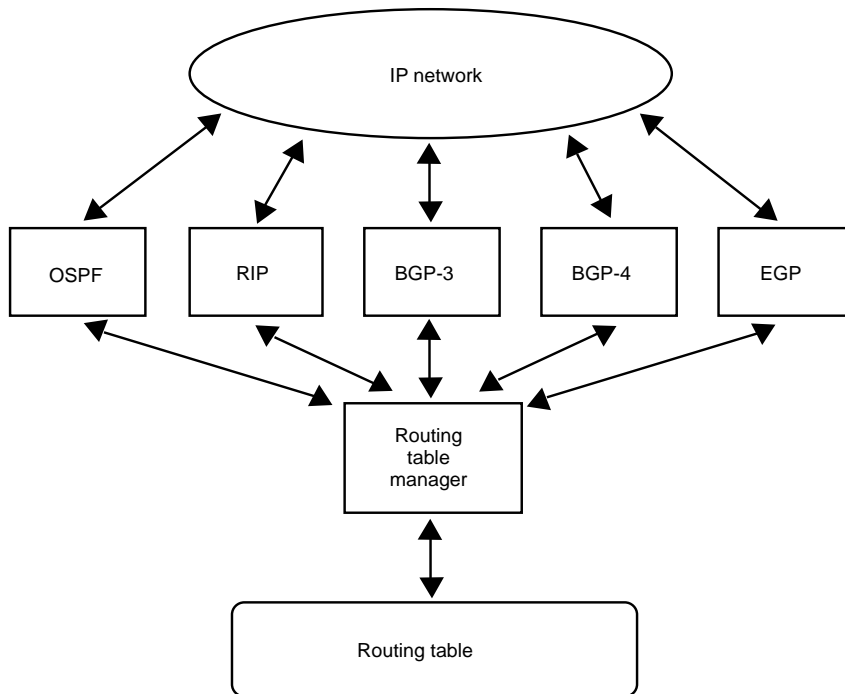 IP network
OSPF
RIP
BGP-3
BGP-4
EGP
Routing
table
manager
Routing table